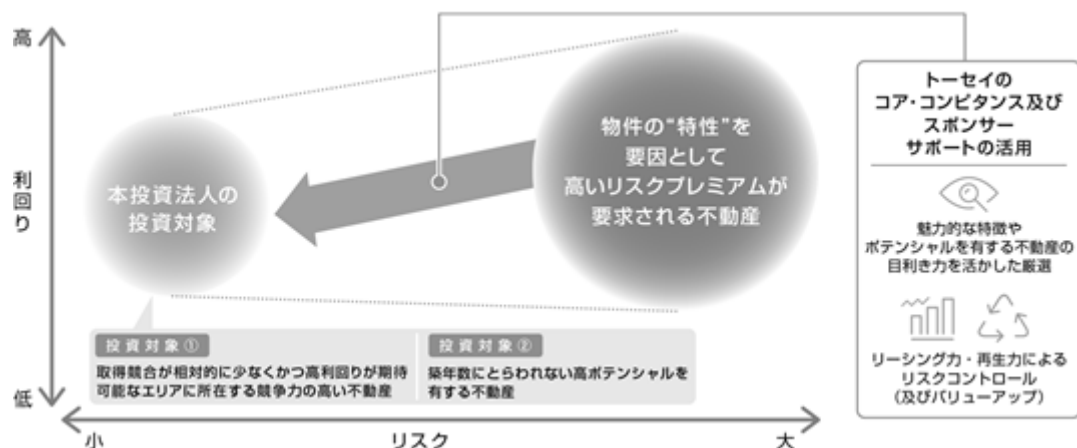 高
利回り
低
小
リスク
大
本投資法人の
投資対象
物件の“特性”を
要因として
高いリスクプレミアムが
要求される不動産
投資対象①
取得競合が相対的に少なくかつ高利回りが期待
可能なエリアに所在する競争力の高い不動産
投資対象②
築年数にとらわれない高ポテンシャルを
有する不動産
トーセイの
コア・コンピタンス及び
スポンサー
サポートの活用
魅力的な特徴や
ポテンシャルを有する不動産の
目利き力を活かした厳選
リーシング力・再生力による
リスクコントロール
(及びバリューアップ)